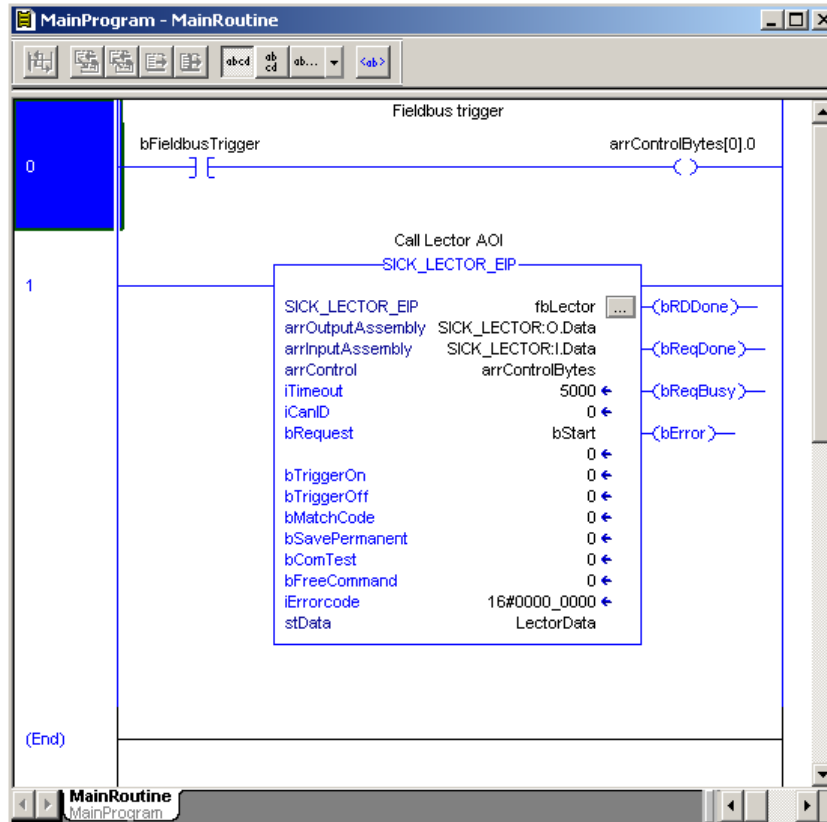 MainProgram - MainRoutine
abcd
ab cd
ab...
<ab>
Fieldbus trigger
bFieldbusTrigger arrControlBytes[0].0
0
Call Lector AOI
SICK_LECTOR_EIP
1
SICK_LECTOR_EIP fbLector ... bRDDone
arrOutputAssembly SICK_LECTOR:O.Data
arrInputAssembly SICK_LECTOR:I.Data bReqDone
arrControl arrControlBytes
iTimeout 5000 bReqBusy
iCanID 0
bRequest bStart bError
0
bTriggerOn 0
bTriggerOff 0
bMatchCode 0
bSavePermanent 0
bComTest 0
bFreeCommand 0
iErrorcode 16#0000_0000
stData LectorData
(End)
MainRoutine
MainProgram